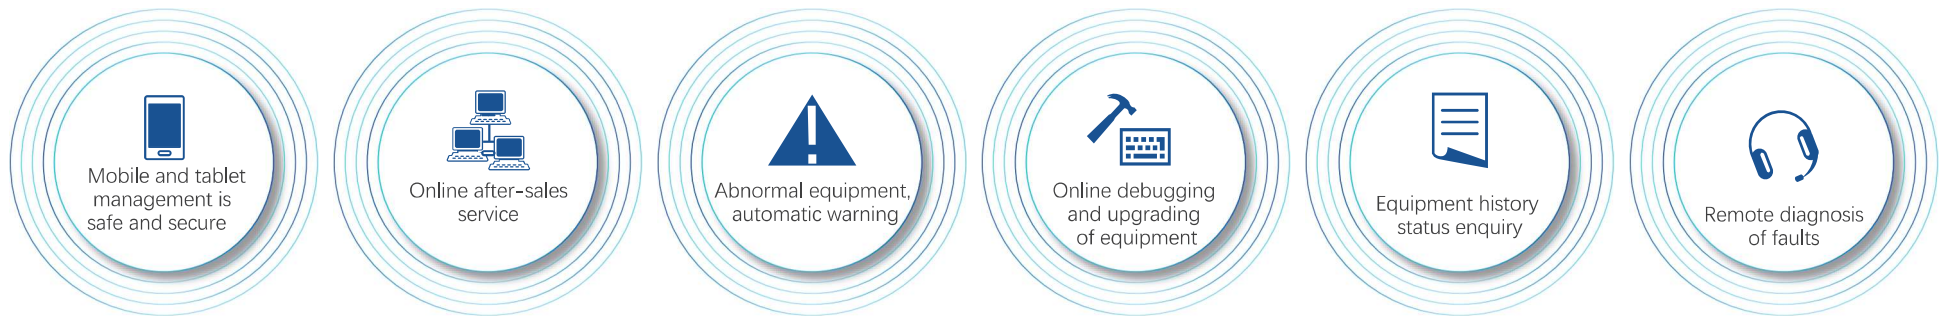 Mobile and tablet
management is
safe and secure
Online after-sales
service
Abnormal equipment,
automatic warning
Online debugging
and upgrading
of equipment
Equipment history
status enquiry
Remote diagnosis
of faults